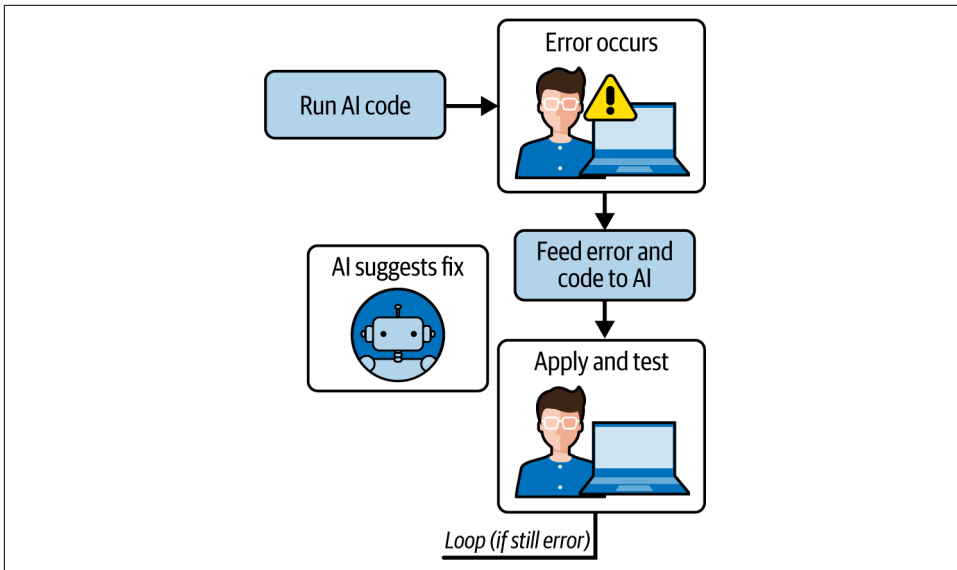 Error occurs
Run AI code
Feed error and
code to AI
AI suggests fix
Apply and test
Loop (if still error)